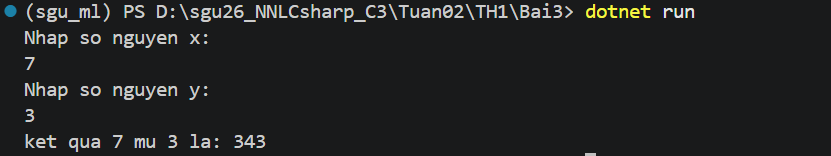 (sgu_ml) PS D:\sgu26_NNLCsharp_C3\Tuan02\TH1\Bai3> dotnet run
Nhap so nguyen x:
7
Nhap so nguyen y:
3
ket qua 7 mu 3 la: 343